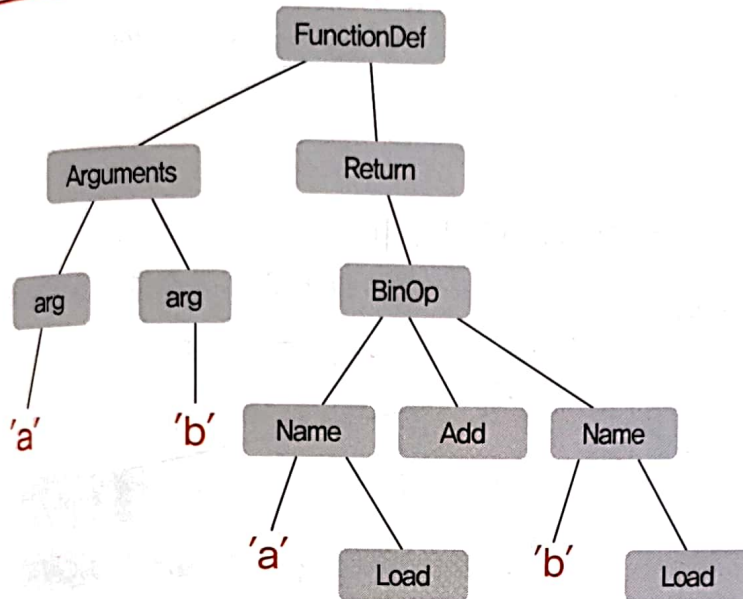 FunctionDef
Arguments
Return
arg
arg
BinOp
'a'
'b'
Name
Add
Name
'a'
Load
'b'
Load